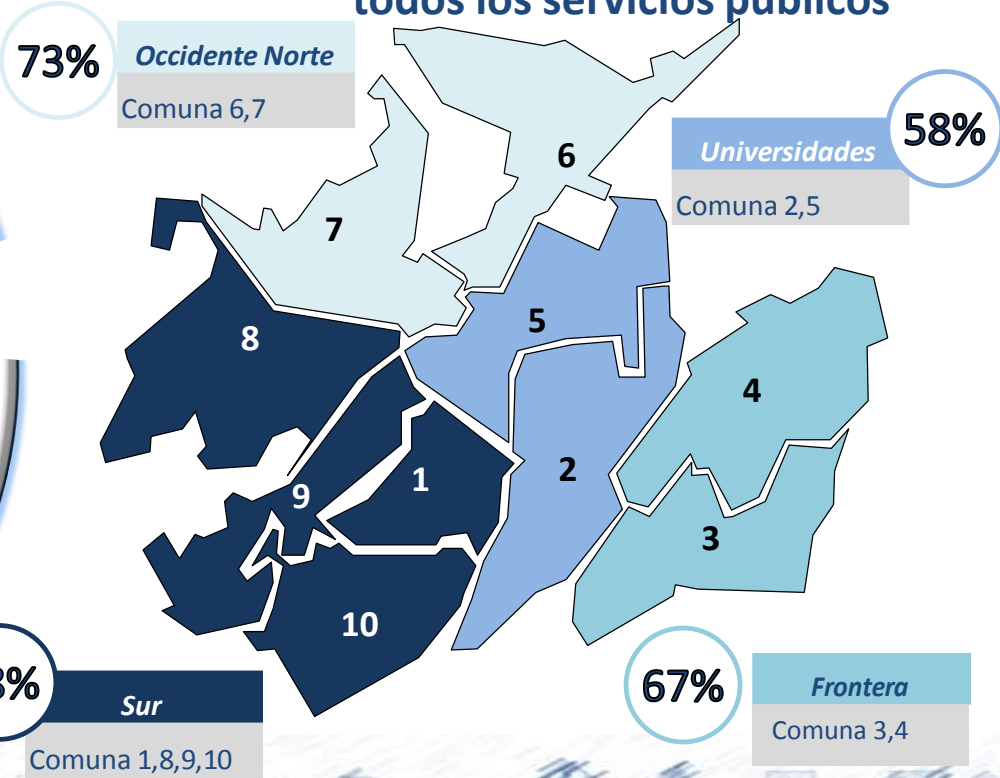 todos los servicios públicos
73%
Occidente Norte
Comuna 6,7
58%
Universidades
Comuna 2,5
6
7
5
8
4
2
1
9
3
10
67%
Frontera
Comuna 3,4
Sur
Comuna 1,8,9,10